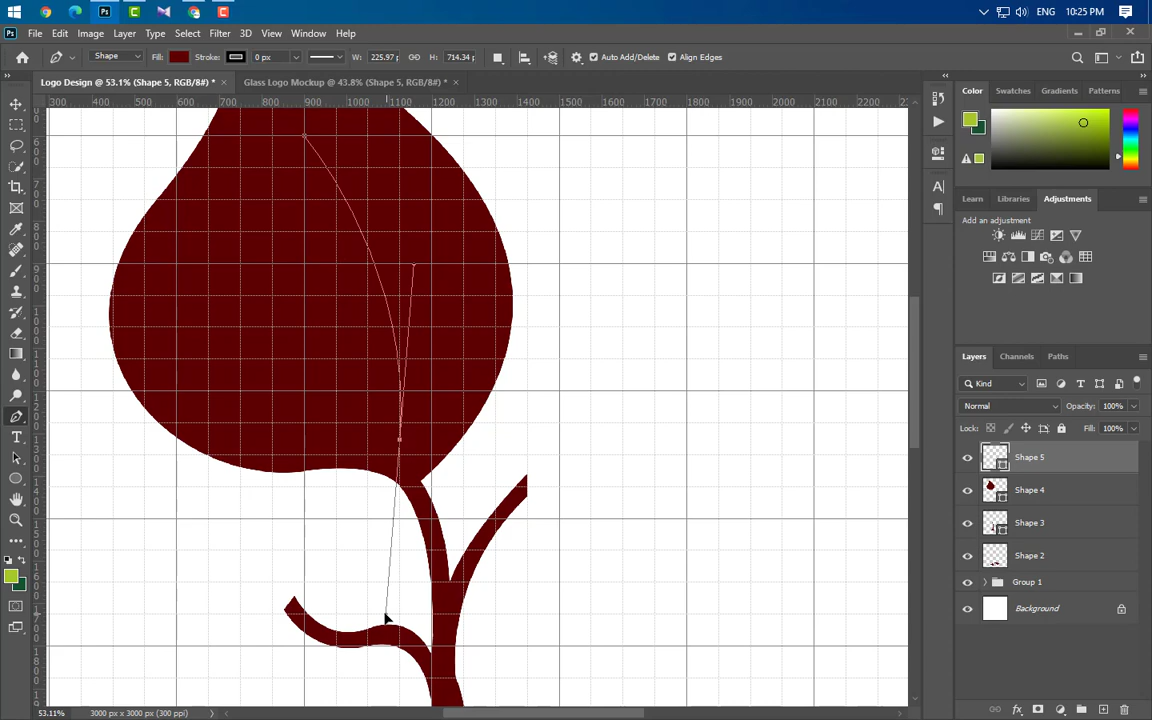 ENG 10:25 PM
File Edit Image Layer Type Select Filter 3D View Window Help
Shape Fill: Stroke: 0 px W: 225.97 p H: 714.34 p Auto Add/Delete Align Edges
Logo Design @ 53.1% (Shape 5, RGB/8#) * × Glass Logo Mockup @ 43.8% (Shape 5, RGB/8#) * ×
300 400 500 600 700 800 900 1000 1100 1200 1300 1400 1500 1600 1700 1800 1900 2000 2100 2200
Color Swatches Gradients Patterns
Learn Libraries Adjustments
Add an adjustment
Layers Channels Paths
Kind
Normal Opacity: 100%
Lock: Fill: 100%
Shape 5
Shape 4
Shape 3
Shape 2
Group 1
Background
53.11% 3000 px x 3000 px (300 ppi)